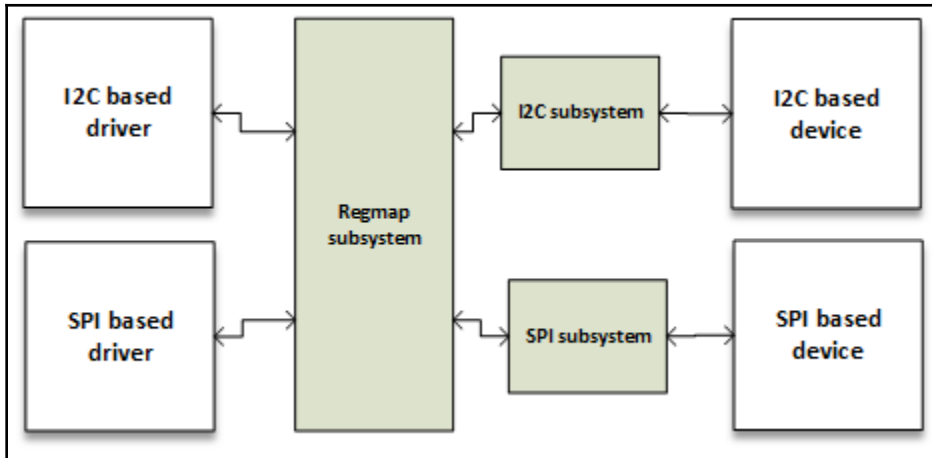 I2C based
driver
Regmap
subsystem
I2C subsystem
I2C based
device
SPI based
driver
SPI subsystem
SPI based
device